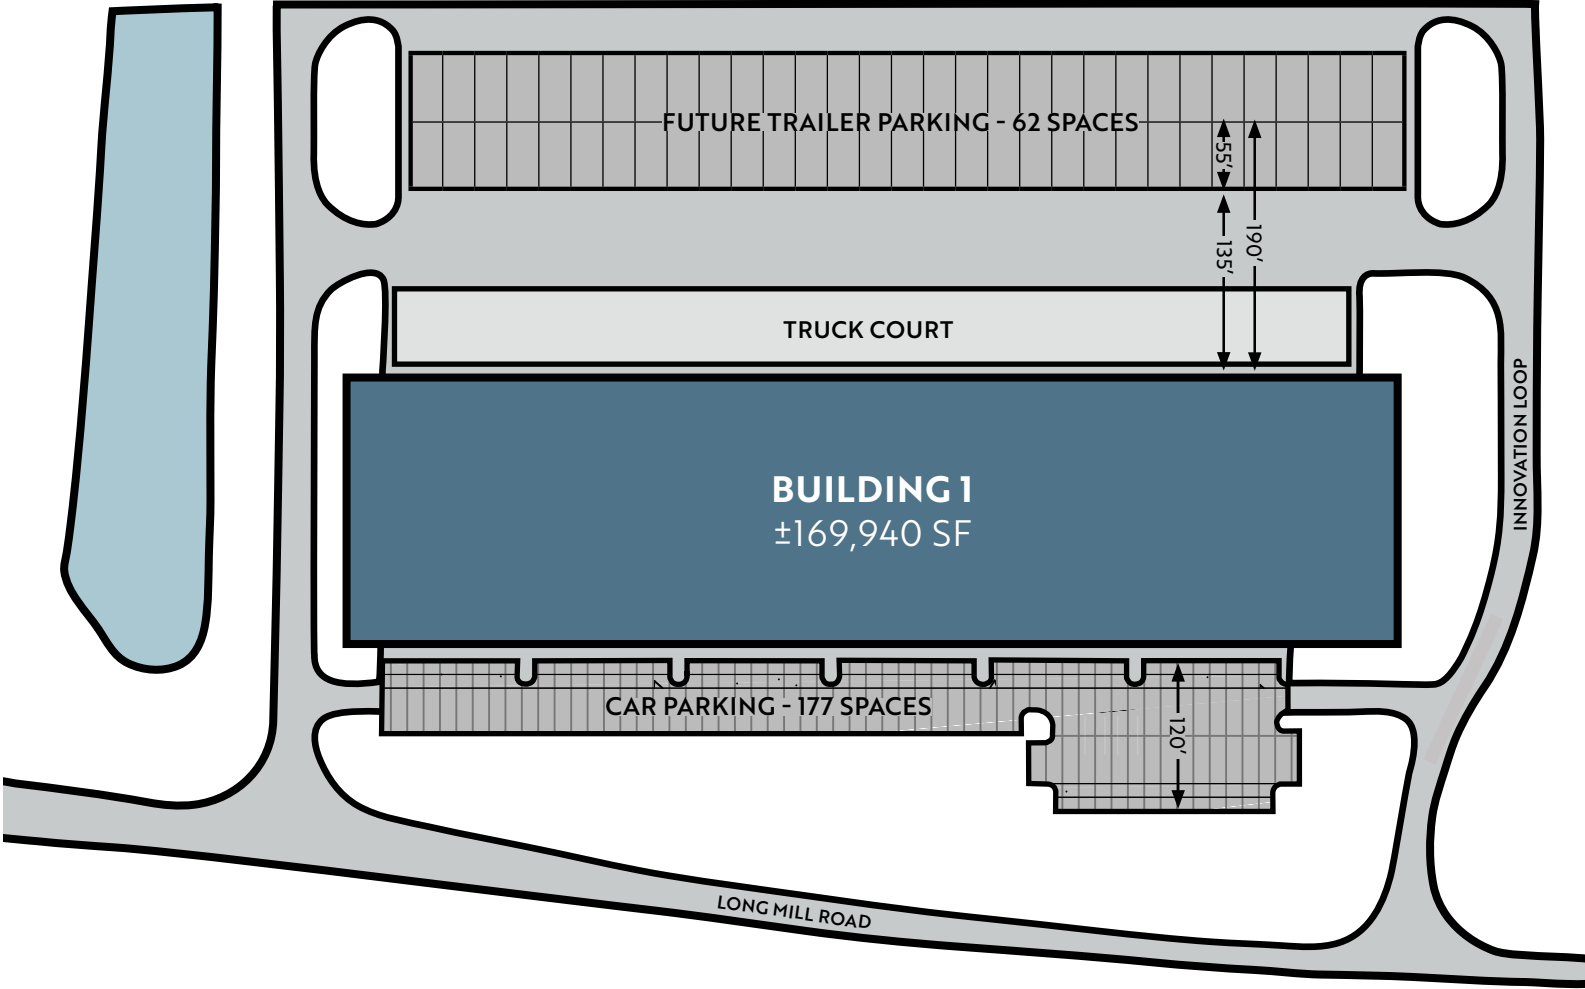 FUTURE TRAILER PARKING - 62 SPACES
55'
135'
190'
TRUCK COURT
INNOVATION LOOP
BUILDING 1
±169,940 SF
CAR PARKING - 177 SPACES
120'
LONG MILL ROAD